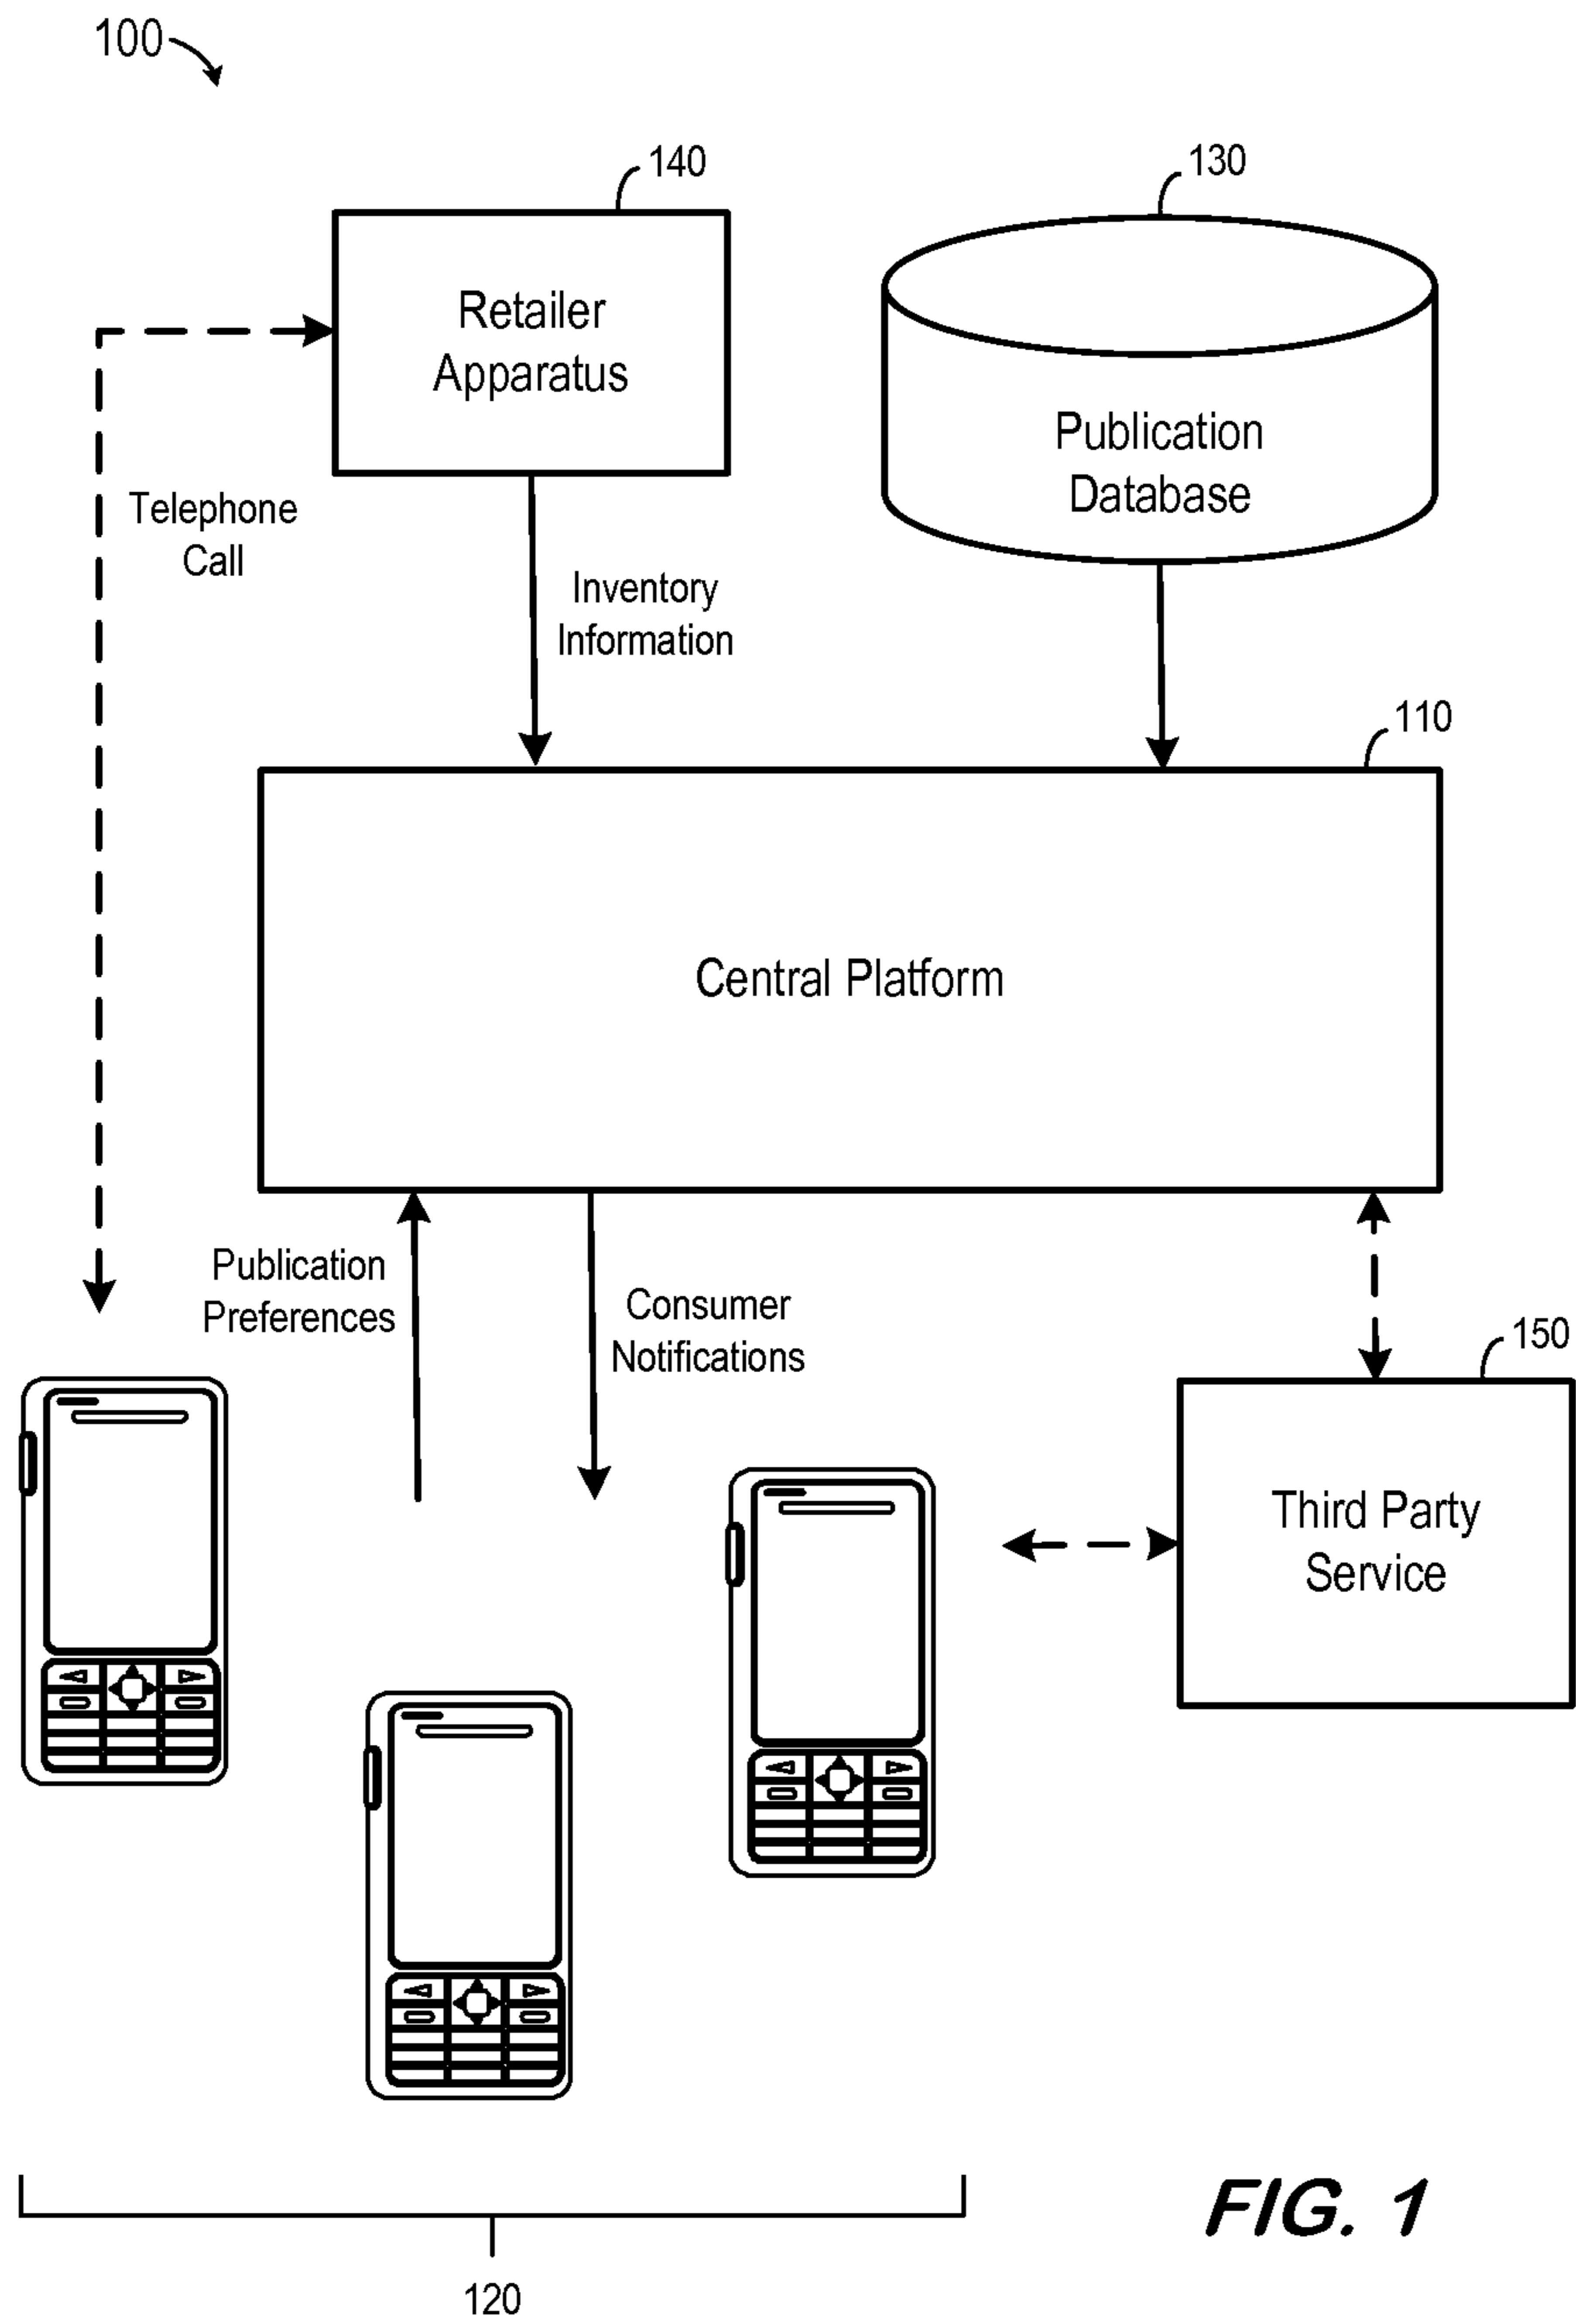 100
140
130
Retailer
Apparatus
Publication
Database
Telephone
Call
Inventory
Information
110
Central Platform
Publication
Preferences
Consumer
Notifications
150
Third Party
Service
FIG. 1
120